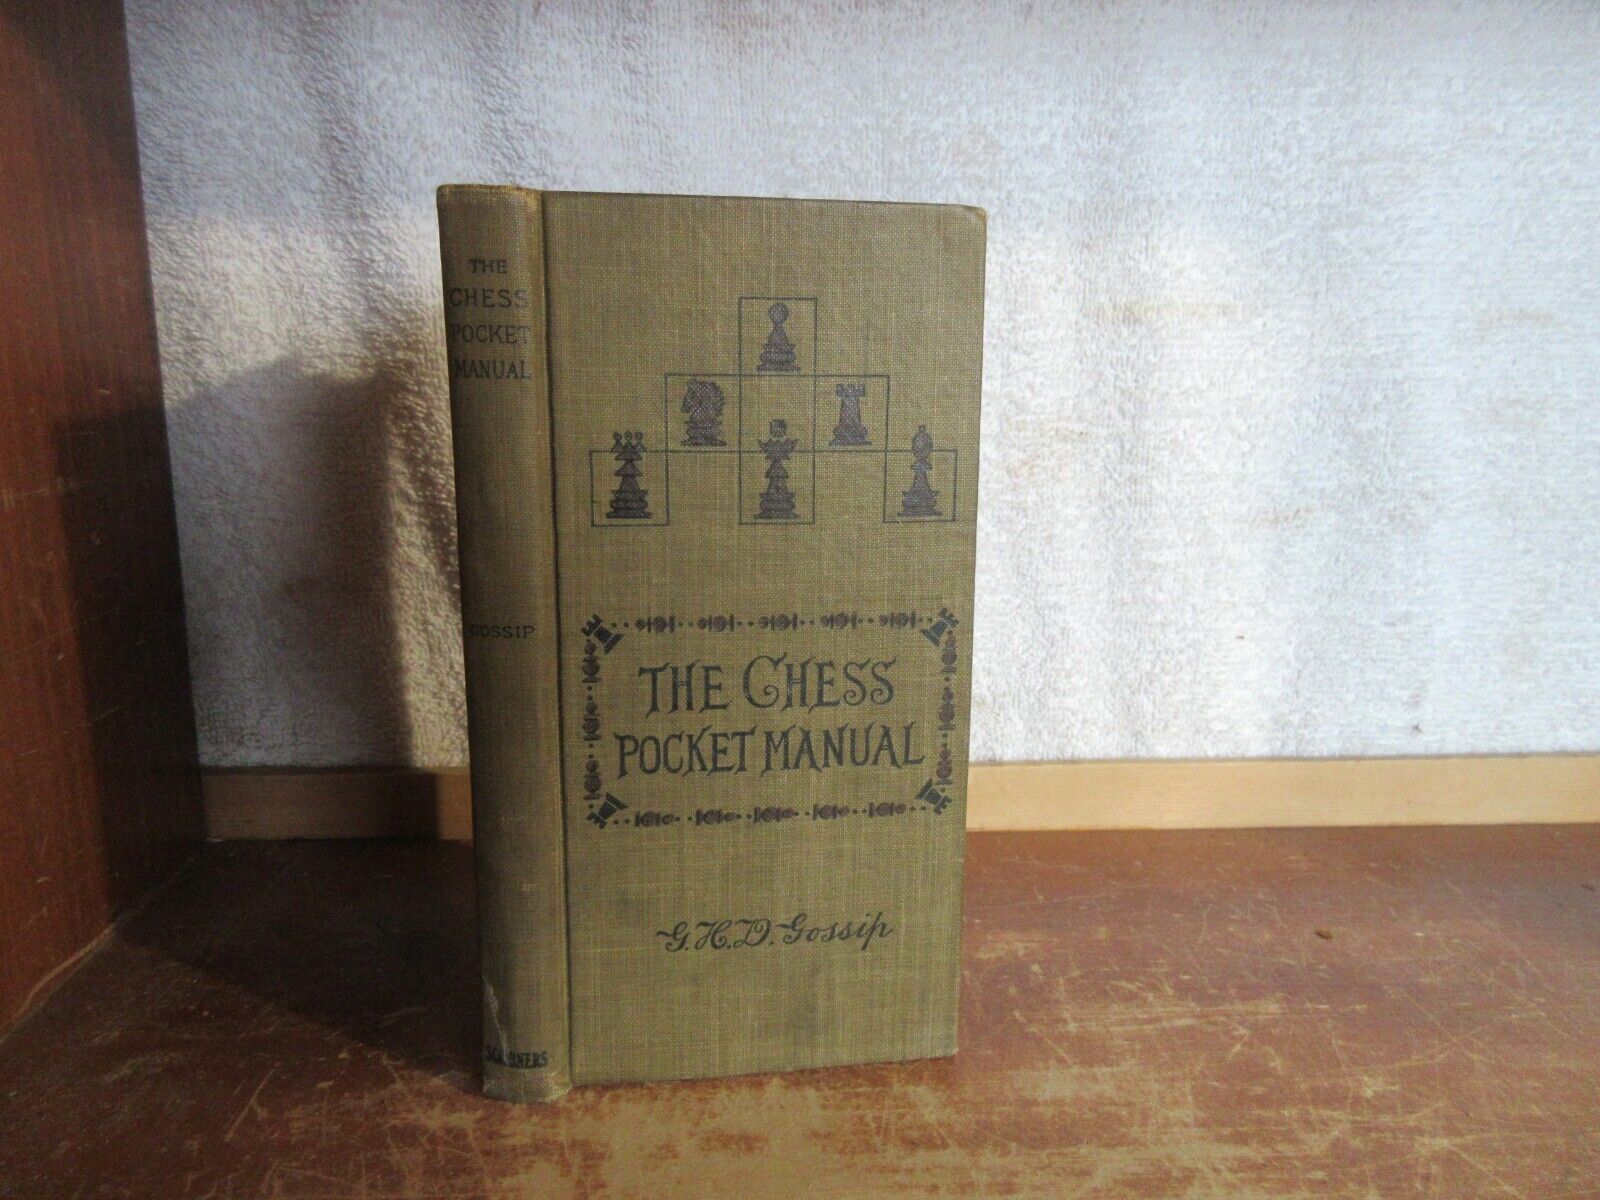 THE
CHESS
POCKET
MANUAL
GOSSIP
SCRIBNERS
THE CHESS
POCKET MANUAL
G.H.D. Gossip